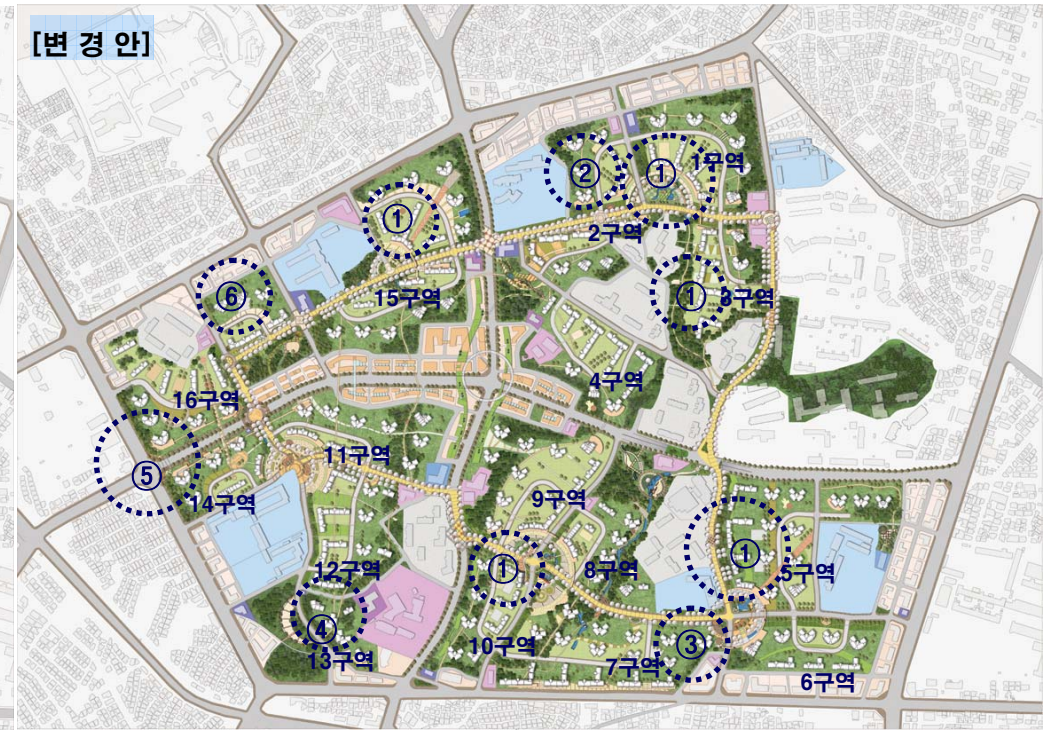 [변 경 안]
②
①
1구역
①
2구역
⑥
15구역
①
3구역
4구역
16구역
11구역
⑤
14구역
9구역
①
①
12구역
8구역
5구역
④
13구역
10구역
③
7구역
6구역